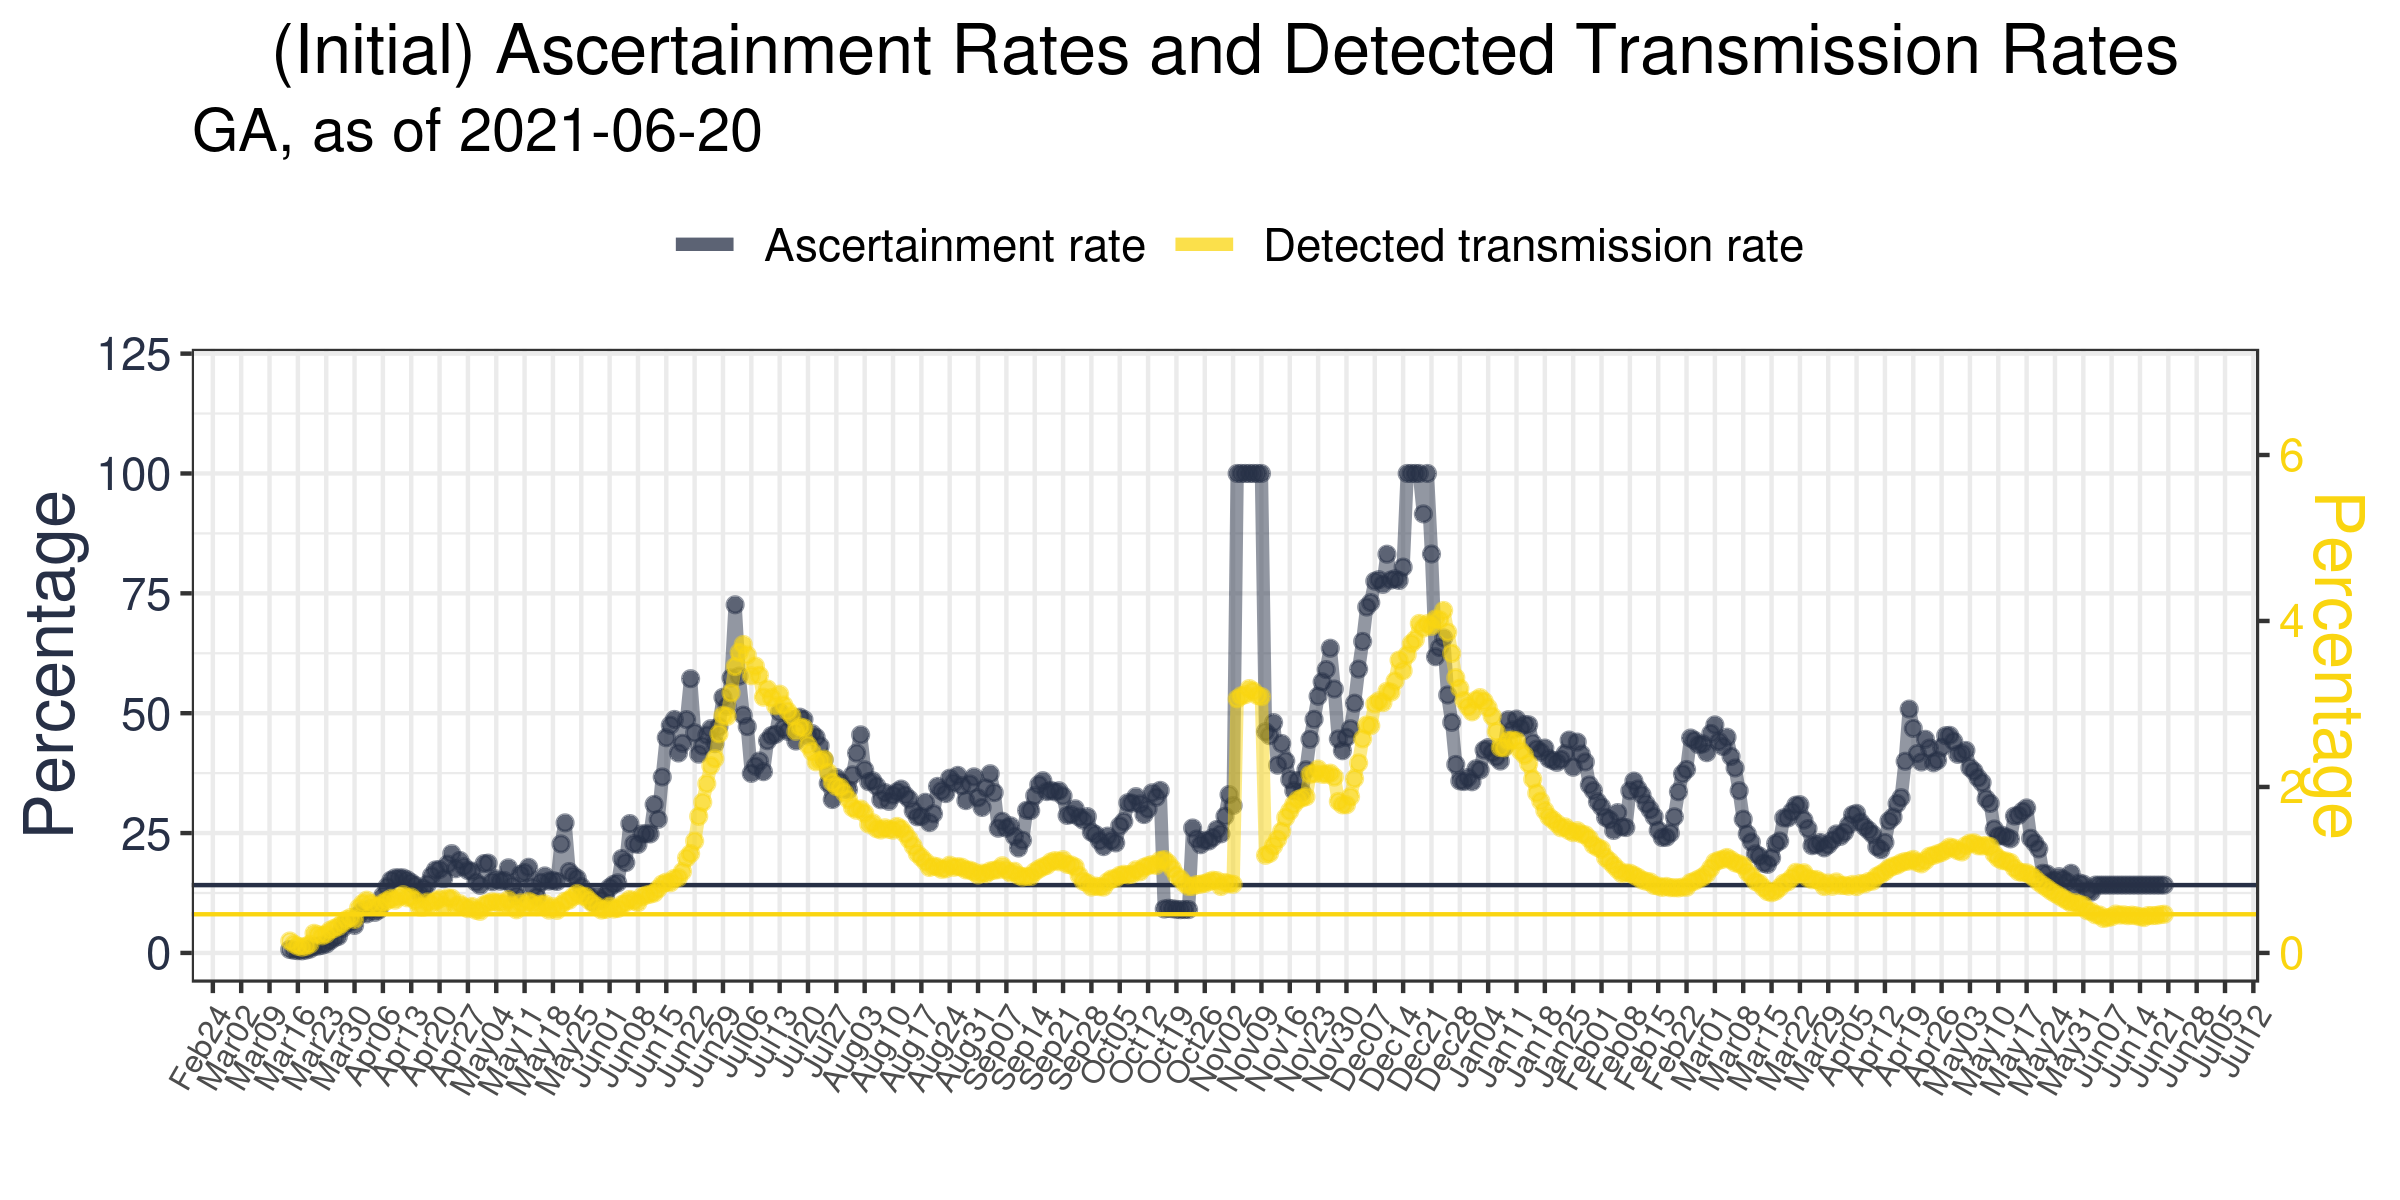 (Initial) Ascertainment Rates and Detected Transmission Rates
GA, as of 2021-06-20
Ascertainment rate
Detected transmission rate
Percentage
125
100
75
50
25
0
6
4
2
0
Percentage
Feb24
Mar02
Mar09
Mar16
Mar23
Mar30
Apr06
Apr13
Apr20
Apr27
May04
May11
May18
May25
Jun01
Jun08
Jun15
Jun22
Jun29
Jul06
Jul13
Jul20
Jul27
Aug03
Aug10
Aug17
Aug24
Aug31
Sep07
Sep14
Sep21
Sep28
Oct05
Oct12
Oct19
Oct26
Nov02
Nov09
Nov16
Nov23
Nov30
Dec07
Dec14
Dec21
Dec28
Jan04
Jan11
Jan18
Jan25
Feb01
Feb08
Feb15
Feb22
Mar01
Mar08
Mar15
Mar22
Mar29
Apr05
Apr12
Apr19
Apr26
May03
May10
May17
May24
May31
Jun07
Jun14
Jun21
Jun28
Jul05
Jul12